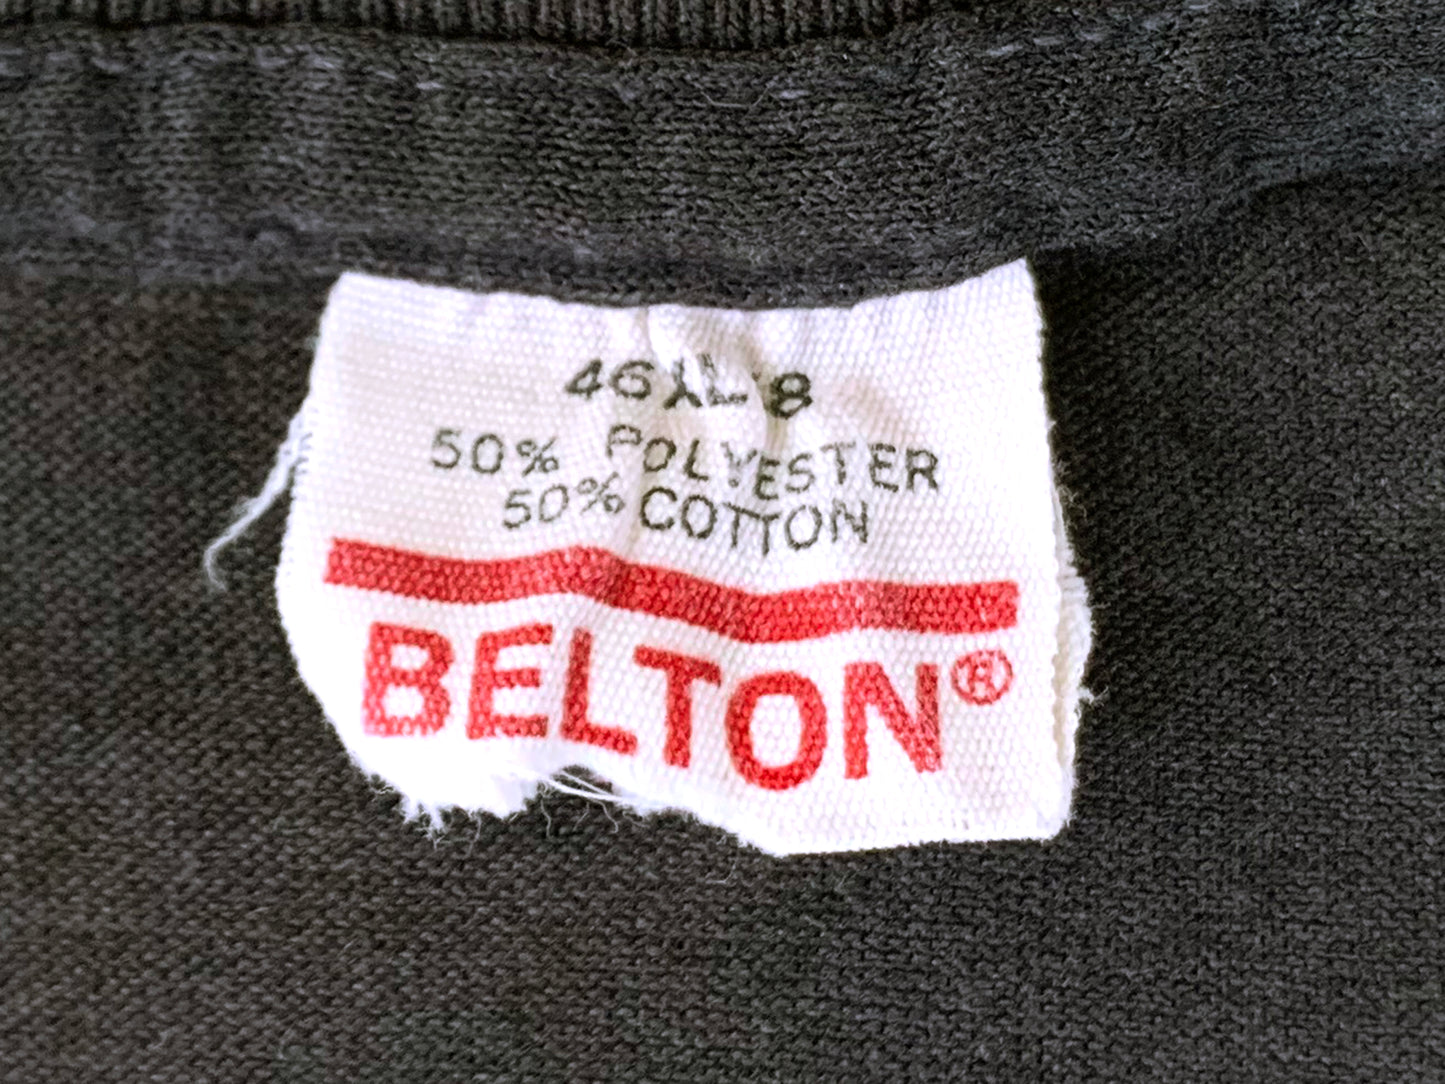 46 XL 8
50% POLYESTER
50% COTTON
BELTON®